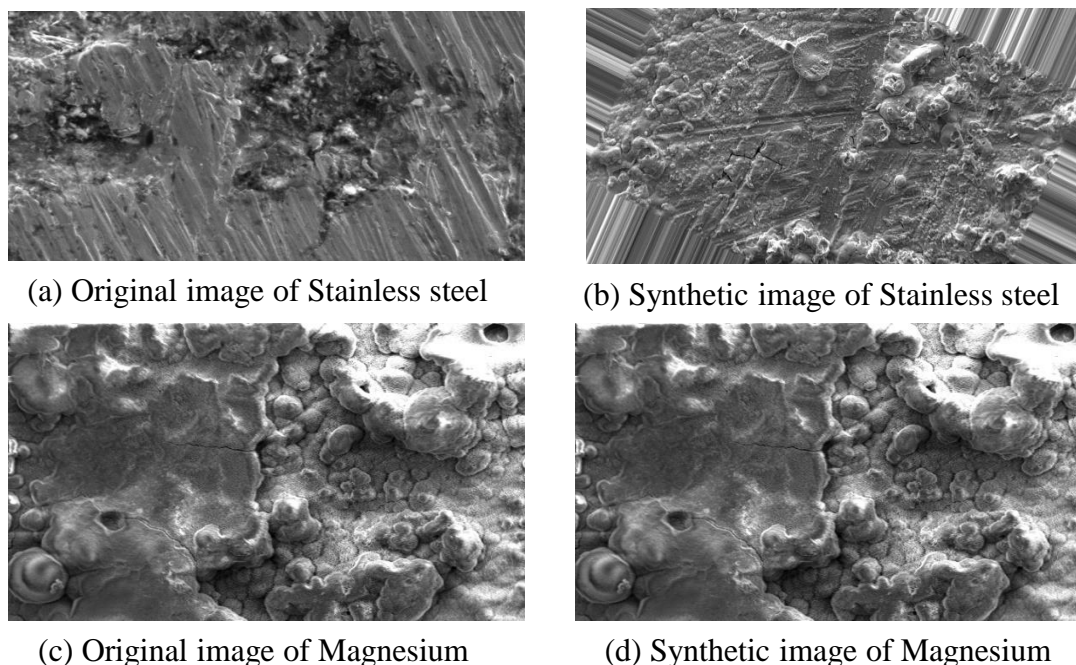 (a) Original image of Stainless steel
(b) Synthetic image of Stainless steel
(c) Original image of Magnesium
(d) Synthetic image of Magnesium